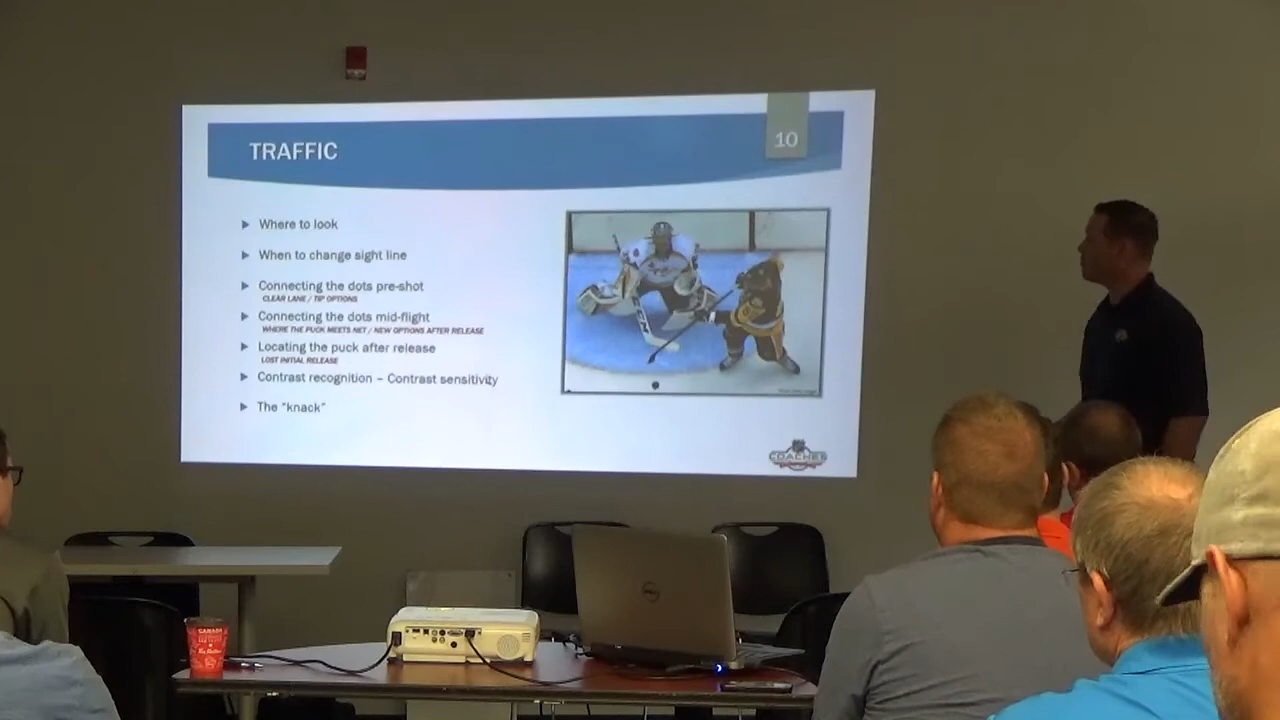 10
TRAFFIC
Where to look
When to change sight line
Connecting the dots pre-shot
CLEAR LANE / TIP OPTIONS
Connecting the dots mid-flight
WHERE THE PUCK MEETS NET / NEW OPTIONS AFTER RELEASE
Locating the puck after release
LOST INITIAL RELEASE
Contrast recognition – Contrast sensitivity
The "knack"
CCM
COACHES
DELL
CANADA